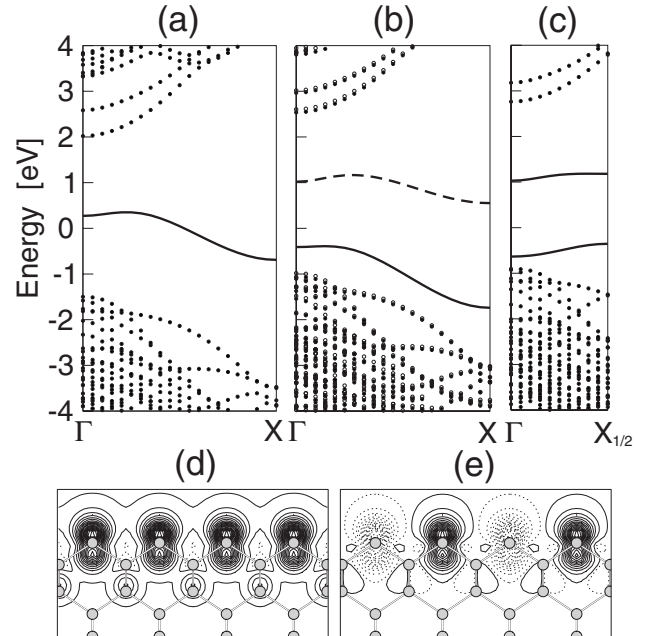 (a) (b) (c)
Energy [eV]
4
3
2
1
0
-1
-2
-3
-4
Γ X Γ X Γ X1/2
(d) (e)